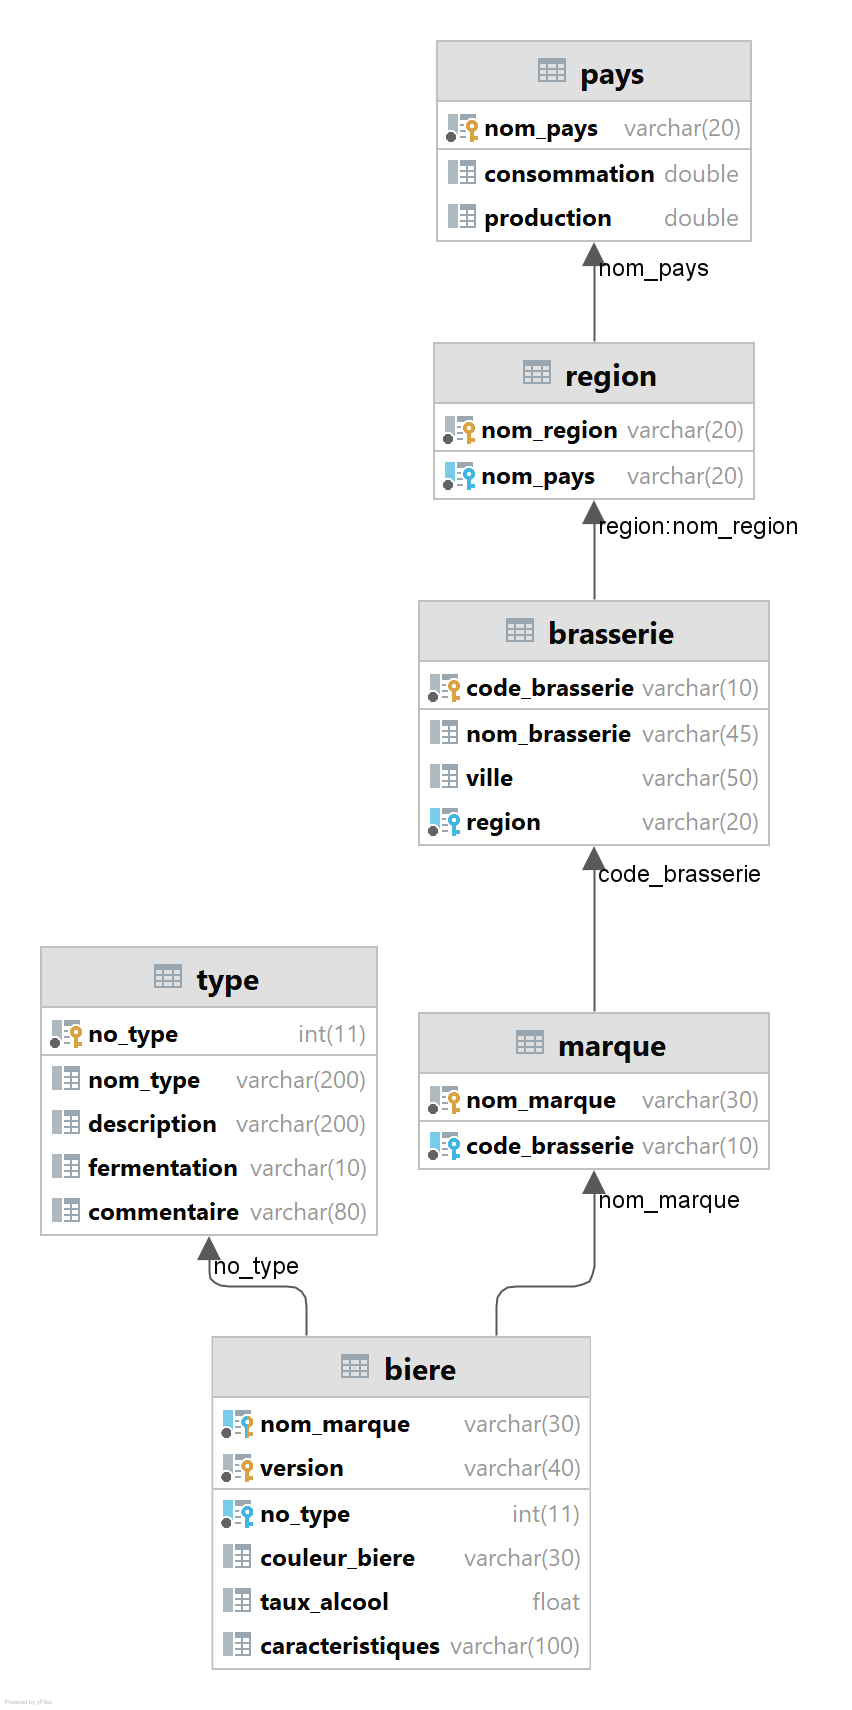 pays
nom_pays varchar(20)
consommation double
production double
nom_pays
region
nom_region varchar(20)
nom_pays varchar(20)
region:nom_region
brasserie
code_brasserie varchar(10)
nom_brasserie varchar(45)
ville varchar(50)
region varchar(20)
code_brasserie
type
no_type int(11)
nom_type varchar(200)
description varchar(200)
fermentation varchar(10)
commentaire varchar(80)
no_type
marque
nom_marque varchar(30)
code_brasserie varchar(10)
nom_marque
biere
nom_marque varchar(30)
version varchar(40)
no_type int(11)
couleur_biere varchar(30)
taux_alcool float
caracteristiques varchar(100)
Powered by yFiles